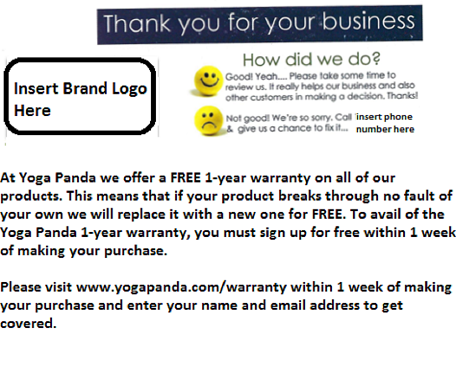 Thank you for your business
How did we do?
Insert Brand Logo
Here
Good! Yeah.... Please take some time to
review us. It really helps our business and also
other customers in making a decision. Thanks!
Not good! We're so sorry. Call insert phone
& give us a chance to fix it... number here
At Yoga Panda we offer a FREE 1-year warranty on all of our
products. This means that if your product breaks through no fault of
your own we will replace it with a new one for FREE. To avail of the
Yoga Panda 1-year warranty, you must sign up for free within 1 week
of making your purchase.
Please visit www.yogapanda.com/warranty within 1 week of making
your purchase and enter your name and email address to get
covered.